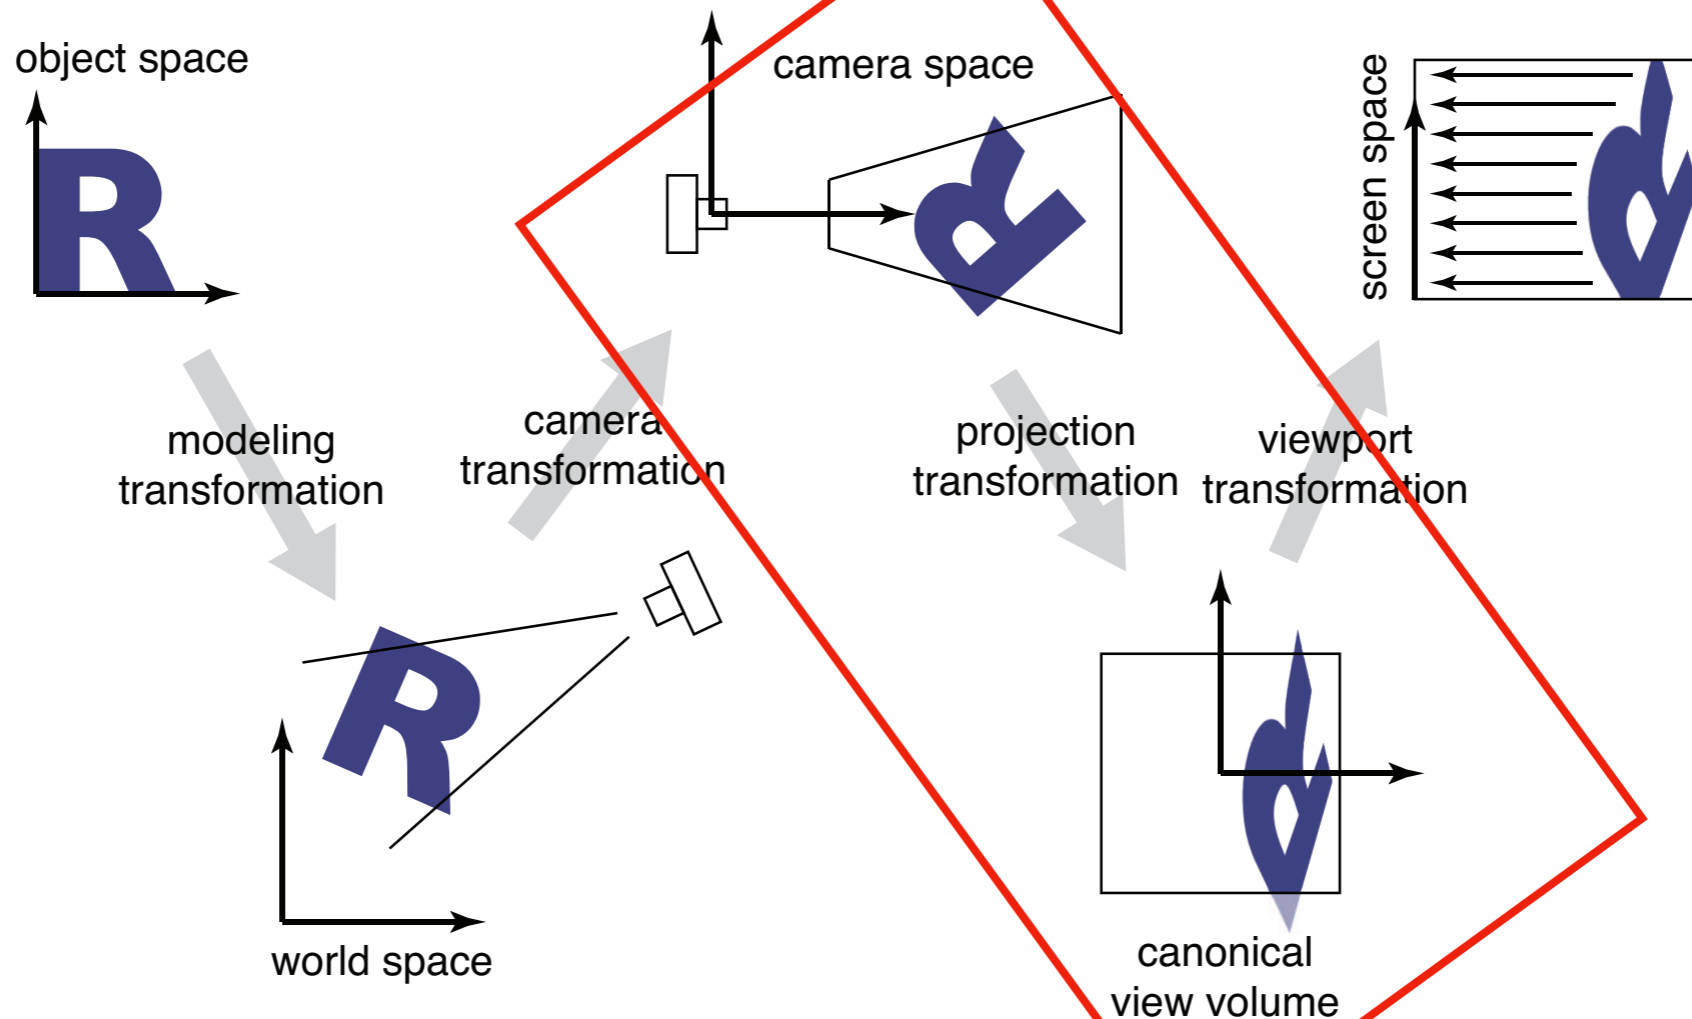 object space
camera space
screen space
modeling
transformation
camera
transformation
projection
transformation
viewport
transformation
world space
canonical
view volume